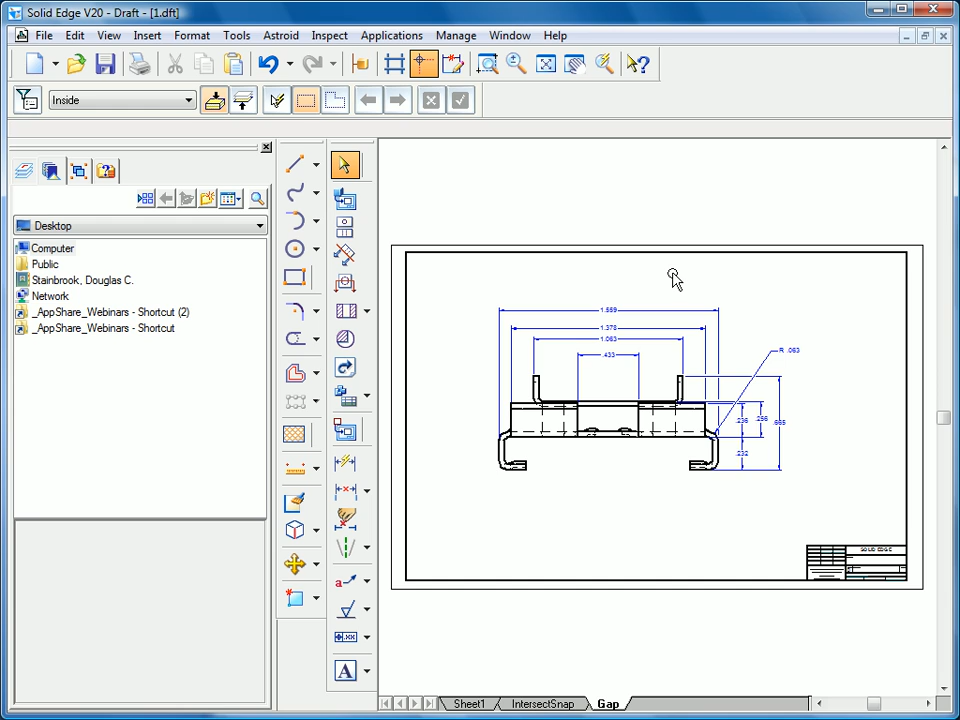 Solid Edge V20 - Draft - [1.dft]
File Edit View Insert Format Tools Astroid Inspect Applications Manage Window Help
Inside
Desktop
Computer
Public
Stainbrook, Douglas C.
Network
_AppShare_Webinars - Shortcut (2)
_AppShare_Webinars - Shortcut
1.559
1.378
1.063
.433
R .063
.236
.256
.665
.232
SOLID EDGE
A
Sheet1 IntersectSnap Gap